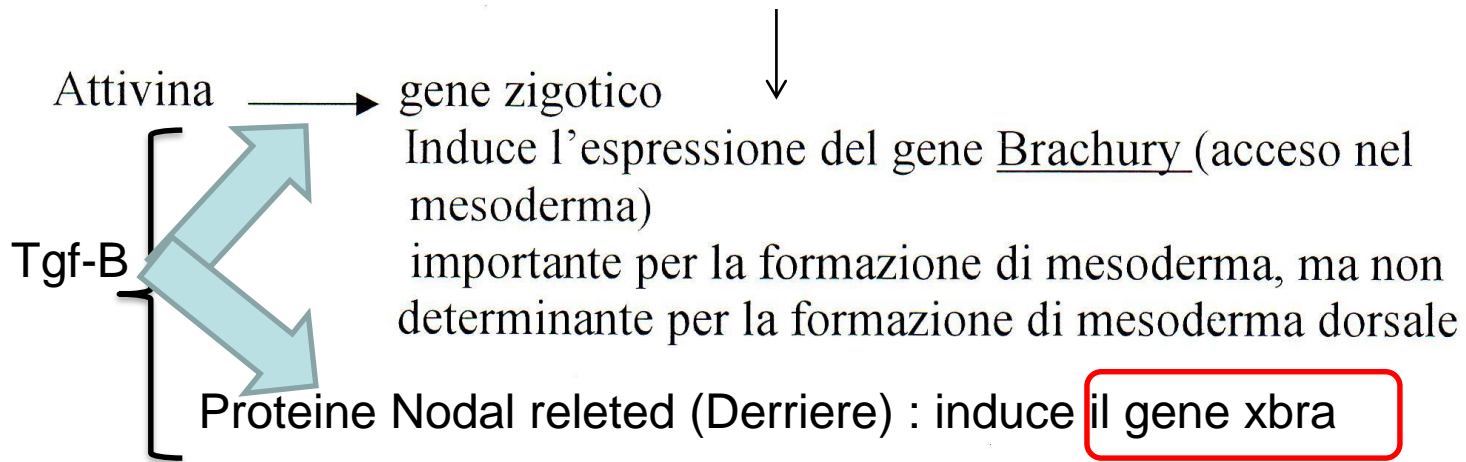 Attivina gene zigotico
Induce l'espressione del gene Brachury (acceso nel
mesoderma)
Tgf-B
importante per la formazione di mesoderma, ma non
determinante per la formazione di mesoderma dorsale
Proteine Nodal releted (Derriere) : induce il gene xbra